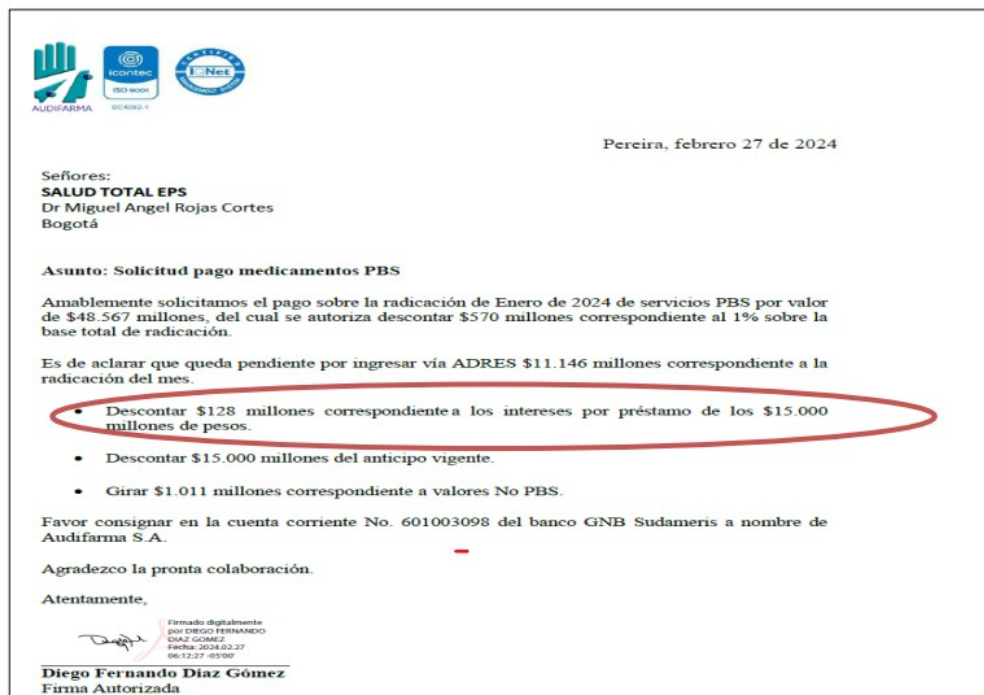 AUDIFARMA
icontec
ISO 9001
SC4082-1
CERTIFIED
IQNet
MANAGEMENT SYSTEM
Pereira, febrero 27 de 2024
Señores:
SALUD TOTAL EPS
Dr Miguel Angel Rojas Cortes
Bogotá
Asunto: Solicitud pago medicamentos PBS
Amablemente solicitamos el pago sobre la radicación de Enero de 2024 de servicios PBS por valor
de $48.567 millones, del cual se autoriza descontar $570 millones correspondiente al 1% sobre la
base total de radicación.
Es de aclarar que queda pendiente por ingresar vía ADRES $11.146 millones correspondiente a la
radicación del mes.
• Descontar $128 millones correspondiente a los intereses por préstamo de los $15.000
millones de pesos.
• Descontar $15.000 millones del anticipo vigente.
• Girar $1.011 millones correspondiente a valores No PBS.
Favor consignar en la cuenta corriente No. 601003098 del banco GNB Sudameris a nombre de
Audifarma S.A.
Agradezco la pronta colaboración.
Atentamente,
Firmado digitalmente
por DIEGO FERNANDO
DIAZ GOMEZ
Fecha: 2024.02.27
06:12:27 -05'00'
Diego Fernando Diaz Gómez
Firma Autorizada